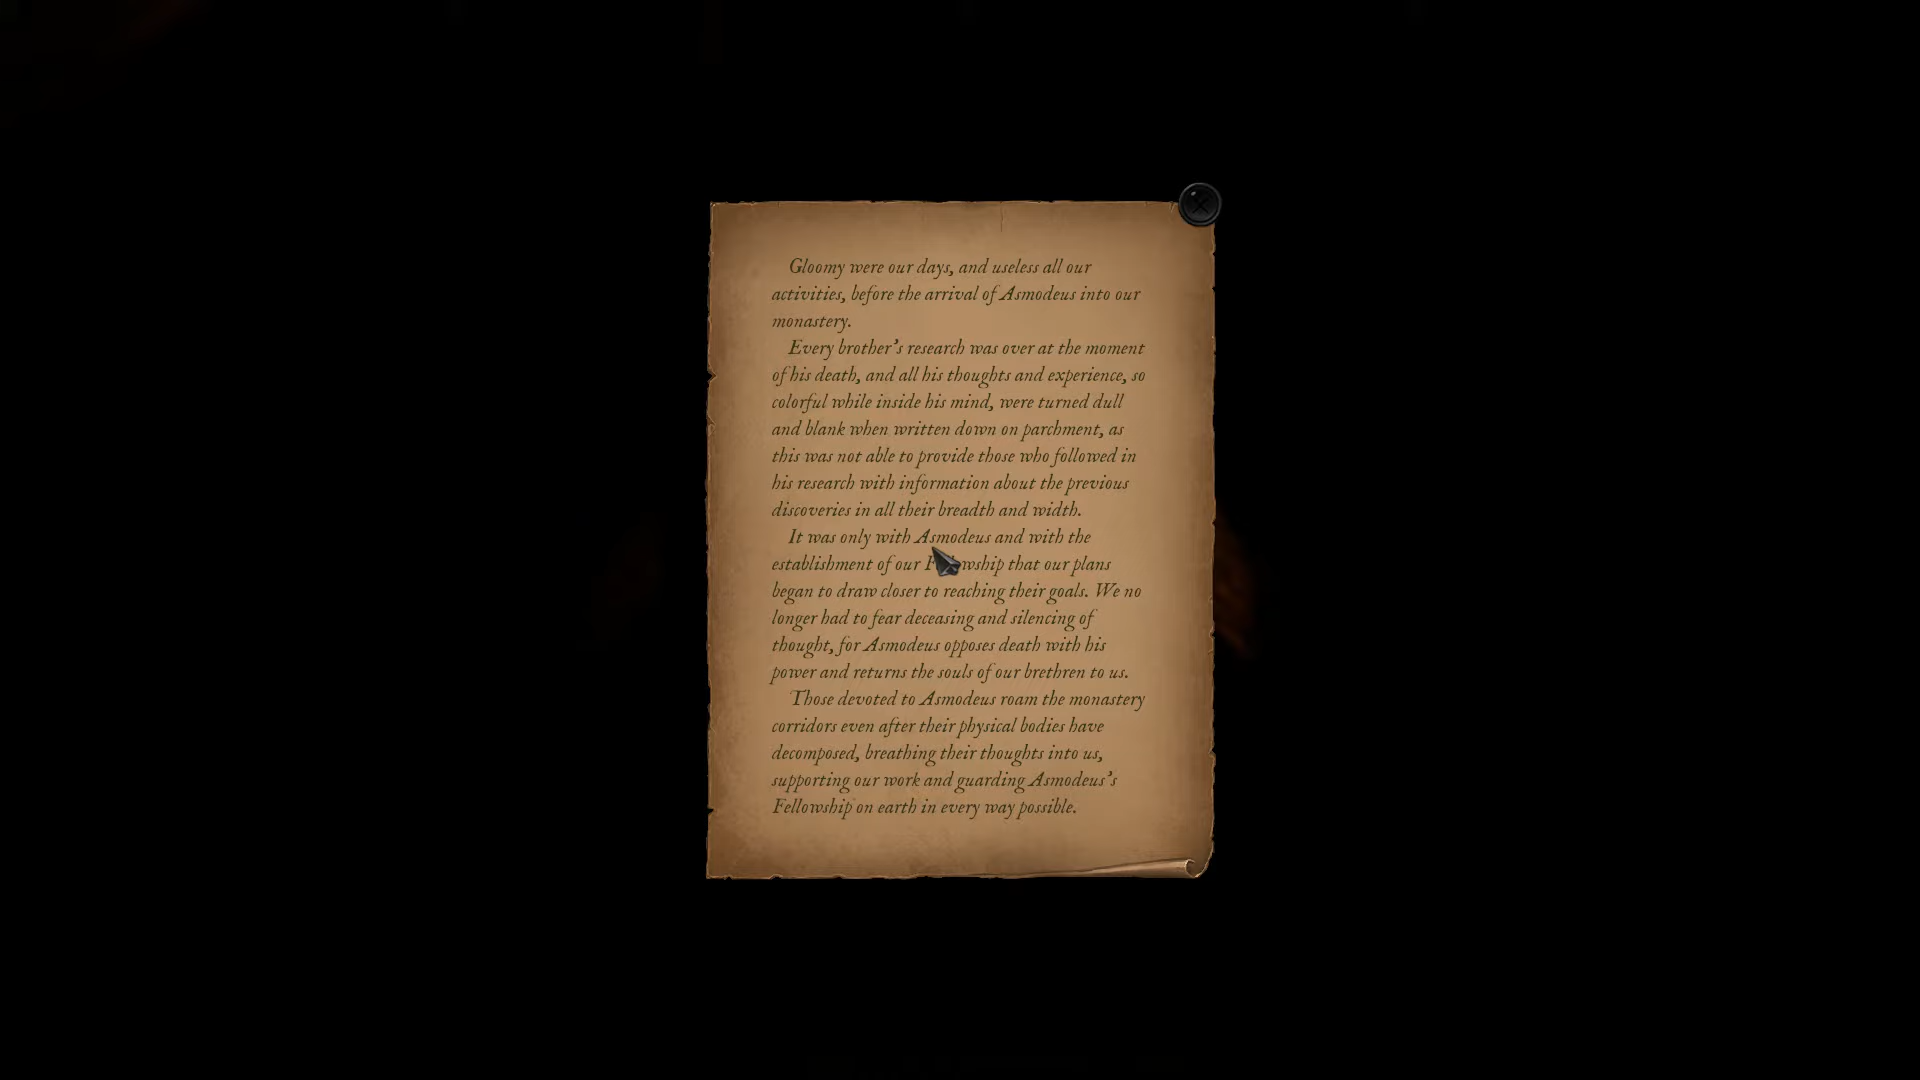 Gloomy were our days, and useless all our
activities, before the arrival of Asmodeus into our
monastery.
Every brother's research was over at the moment
of his death, and all his thoughts and experience, so
colorful while inside his mind, were turned dull
and blank when written down on parchment, as
this was not able to provide those who followed in
his research with information about the previous
discoveries in all their breadth and width.
It was only with Asmodeus and with the
establishment of our Fellowship that our plans
began to draw closer to reaching their goals. We no
longer had to fear deceasing and silencing of
thought, for Asmodeus opposes death with his
power and returns the souls of our brethren to us.
Those devoted to Asmodeus roam the monastery
corridors even after their physical bodies have
decomposed, breathing their thoughts into us,
supporting our work and guarding Asmodeus's
Fellowship on earth in every way possible.